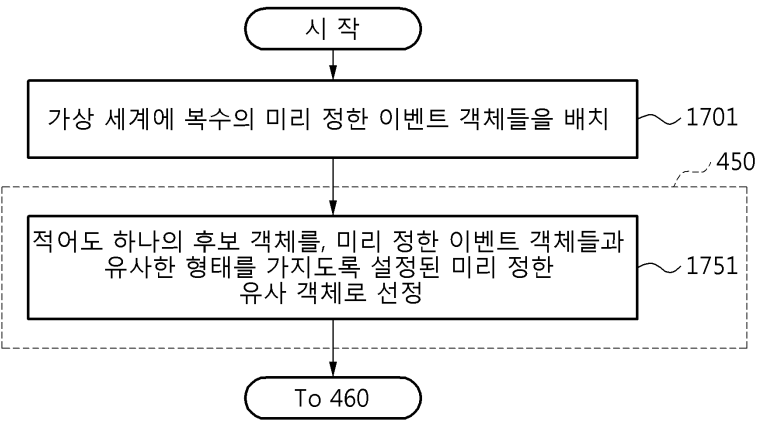 시 작
가상 세계에 복수의 미리 정한 이벤트 객체들을 배치
1701
450
적어도 하나의 후보 객체를, 미리 정한 이벤트 객체들과
유사한 형태를 가지도록 설정된 미리 정한
유사 객체로 선정
1751
To 460